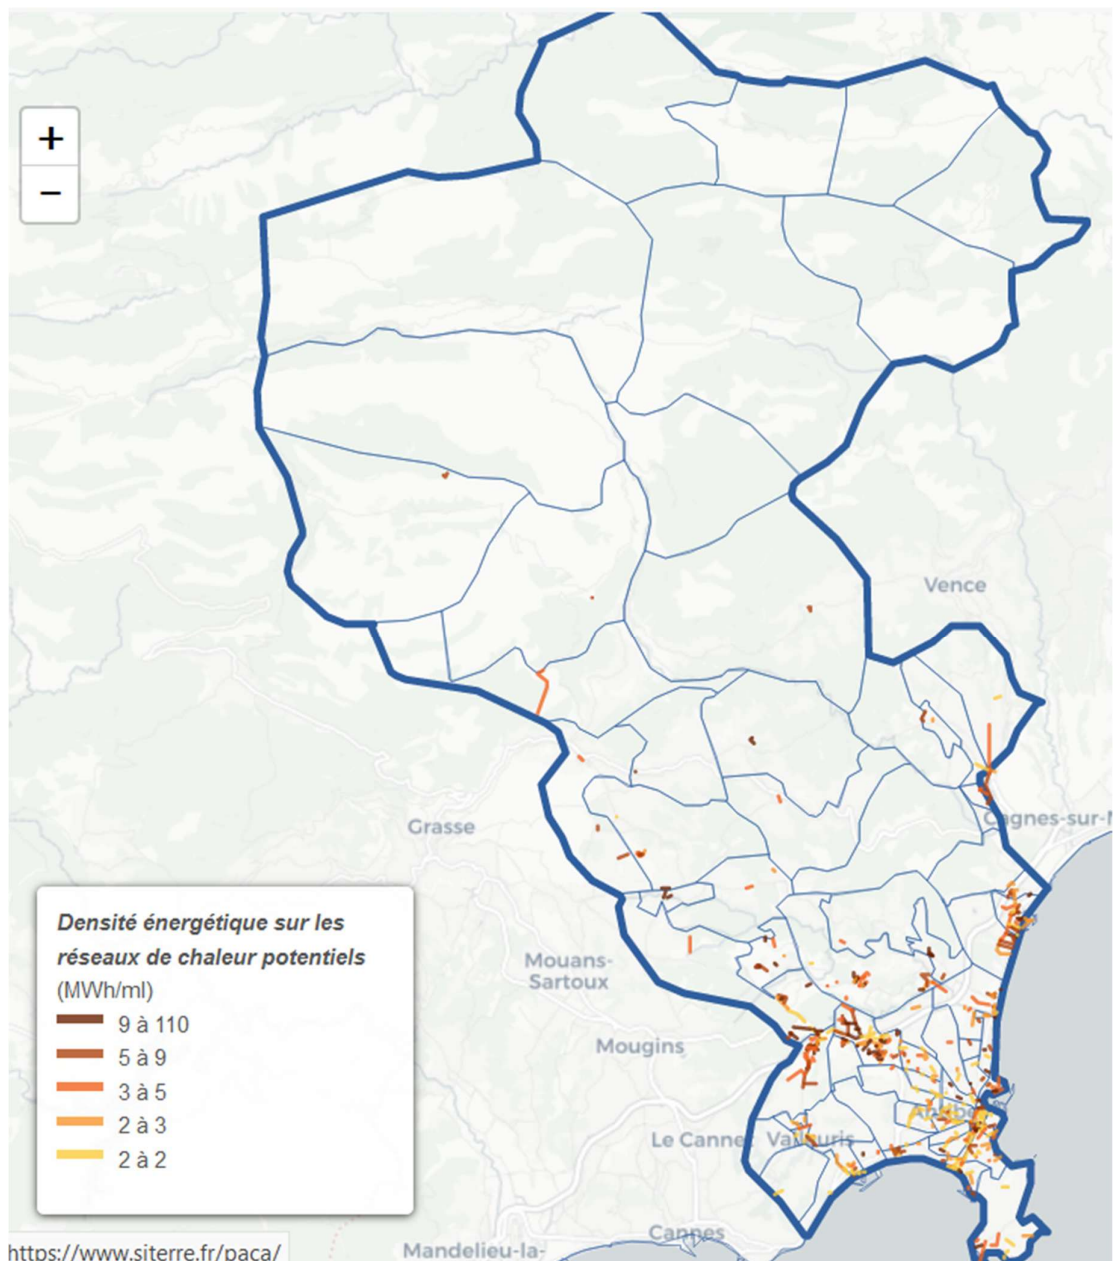 +
−
Vence
Cagnes-sur-M
Grasse
Densité énergétique sur les
réseaux de chaleur potentiels
(MWh/ml)
9 à 110
5 à 9
3 à 5
2 à 3
2 à 2
Mouans-
Sartoux
Mougins
Antibes
Le Cannet
Vallauris
Cannes
Mandelieu-la-
https://www.siterre.fr/paca/